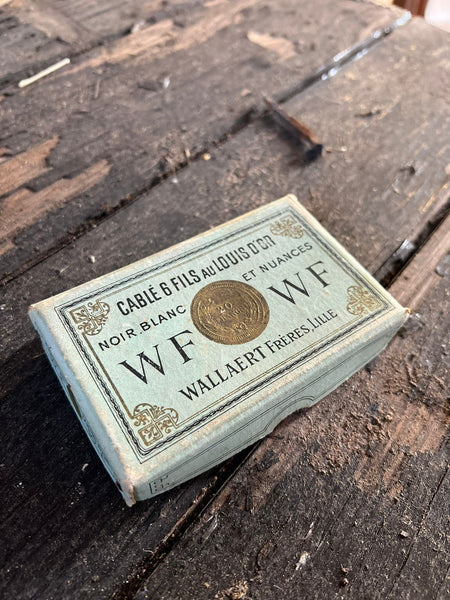 CABLÉ 6 FILS AU LOUIS D'OR
NOIR BLANC ET NUANCES
WF WF
WALLAERT FRÈRES, LILLE